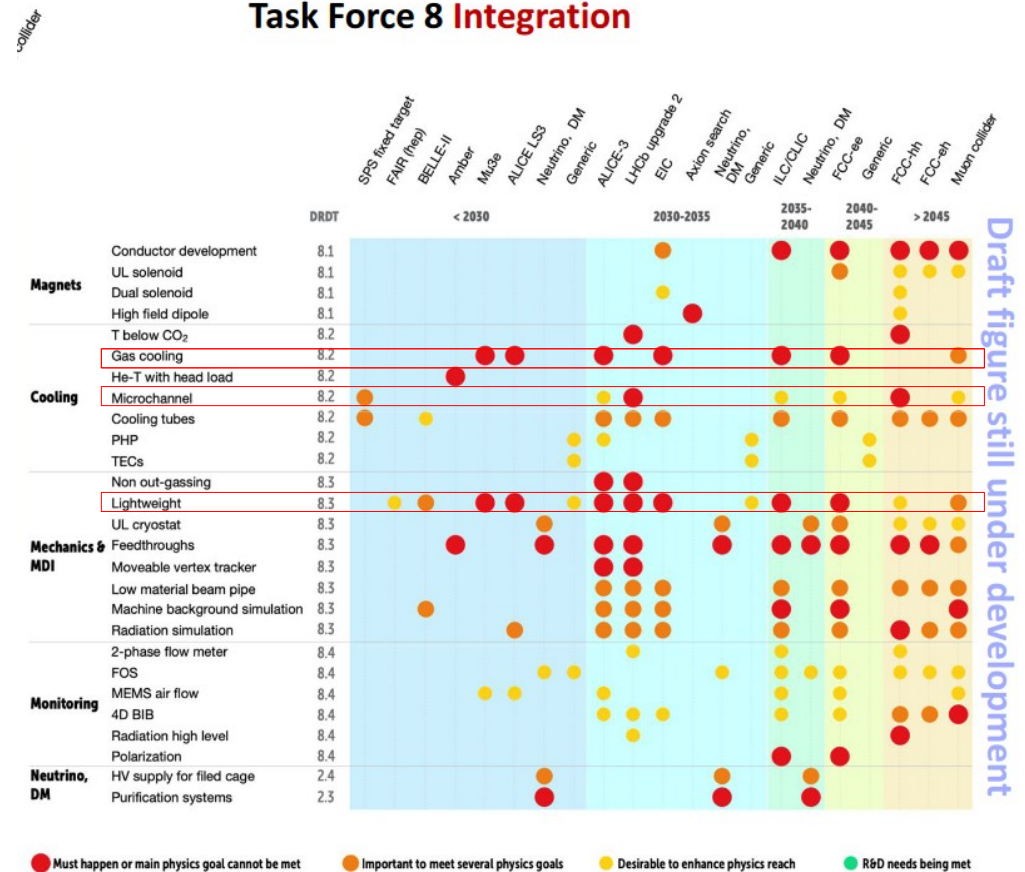 Task Force 8 Integration
collider
SPS fixed target
FAIR (hep)
BELLE-II
Amber
Mu3e
ALICE LS3
Neutrino, DM
Generic
ALICE-3
LHCb upgrade 2
EIC
Axion search
Neutrino,
DM
Generic
ILC/CLIC
Neutrino, DM
FCC-ee
Generic
FCC-hh
FCC-eh
Muon collider
DRDT
< 2030
2030-2035
2035-
2040
2040-
2045
> 2045
Magnets
Conductor development 8.1
UL solenoid 8.1
Dual solenoid 8.1
High field dipole 8.1
Cooling
T below CO₂ 8.2
Gas cooling 8.2
He-T with head load 8.2
Microchannel 8.2
Cooling tubes 8.2
PHP 8.2
TECs 8.2
Mechanics &
MDI
Non out-gassing 8.3
Lightweight 8.3
UL cryostat 8.3
Feedthroughs 8.3
Moveable vertex tracker 8.3
Low material beam pipe 8.3
Machine background simulation 8.3
Radiation simulation 8.3
Monitoring
2-phase flow meter 8.4
FOS 8.4
MEMS air flow 8.4
4D BIB 8.4
Radiation high level 8.4
Polarization 8.4
Neutrino,
DM
HV supply for filed cage 2.4
Purification systems 2.3
Draft figure still under development
Must happen or main physics goal cannot be met
Important to meet several physics goals
Desirable to enhance physics reach
R&D needs being met